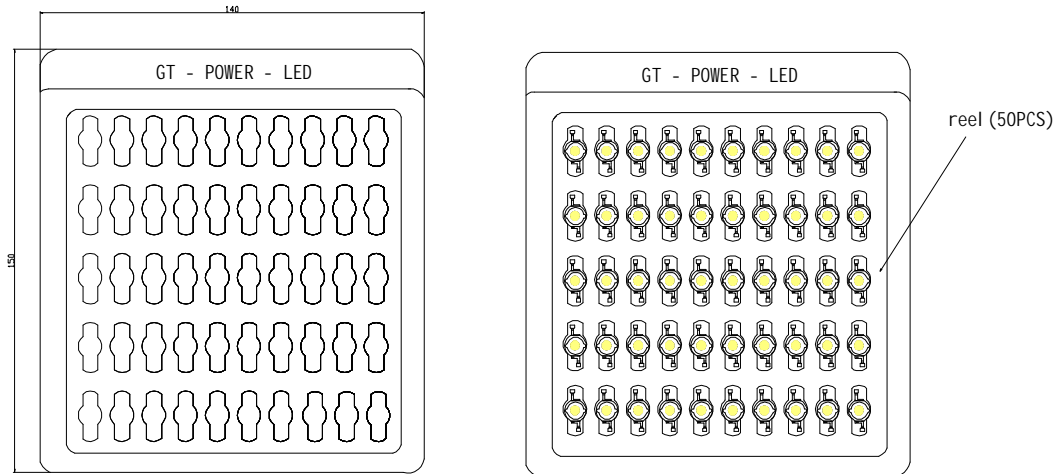 140
GT - POWER - LED
150
GT - POWER - LED
reel (50PCS)